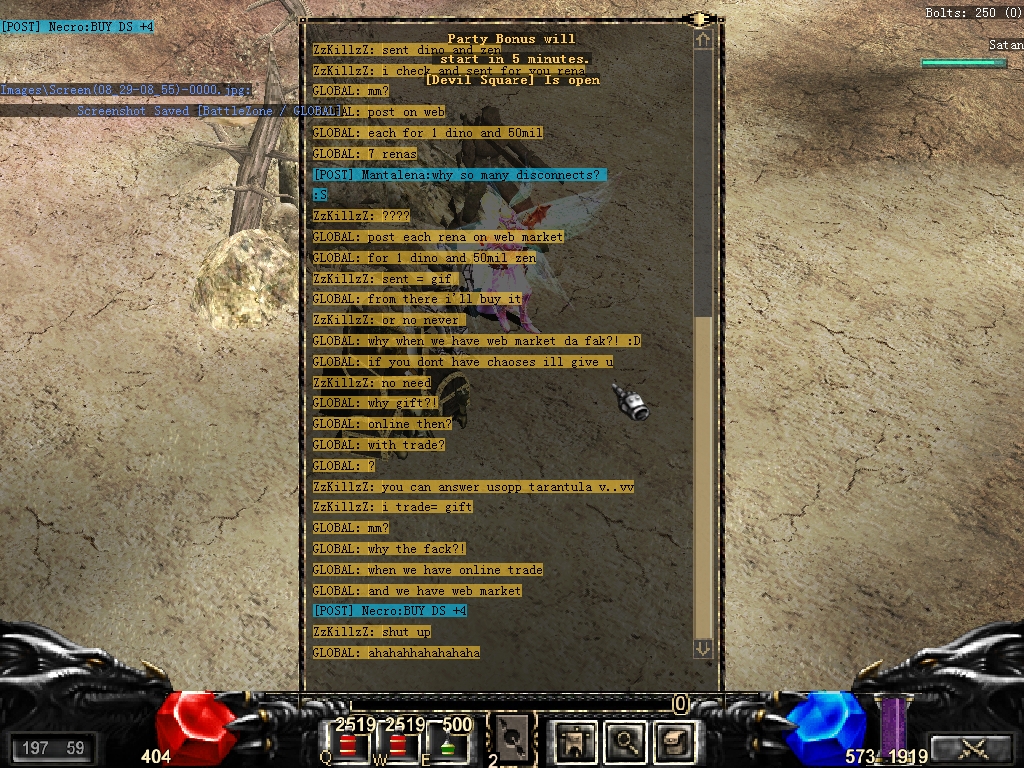 [POST] Necro:BUY DS +4
Bolts: 250 (0)
Satan
Party Bonus will
start in 5 minutes.
[Devil Square] Is open
Images\Screen(08_29-08_55)-0000.jpg:
Screenshot Saved [BattleZone / GLOBAL]
ZzKillzZ: sent dino and zen
ZzKillzZ: i check and sent for you rena
GLOBAL: mm?
GLOBAL: post on web
GLOBAL: each for 1 dino and 50mil
GLOBAL: 7 renas
[POST] Mantalena:why so many disconnects?
:S
ZzKillzZ: ????
GLOBAL: post each rena on web market
GLOBAL: for 1 dino and 50mil zen
ZzKillzZ: sent = gif
GLOBAL: from there i'll buy it
ZzKillzZ: or no never
GLOBAL: why when we have web market da fak?! :D
GLOBAL: if you dont have chaoses ill give u
ZzKillzZ: no need
GLOBAL: why gift?!
GLOBAL: online then?
GLOBAL: with trade?
GLOBAL: ?
ZzKillzZ: you can answer usopp tarantula v..vv
ZzKillzZ: i trade= gift
GLOBAL: mm?
GLOBAL: why the fack?!
GLOBAL: when we have online trade
GLOBAL: and we have web market
[POST] Necro:BUY DS +4
ZzKillzZ: shut up
GLOBAL: ahahahhahahahaha
0
2519 2519 500
Q W E 2
197 59
404
573 1919